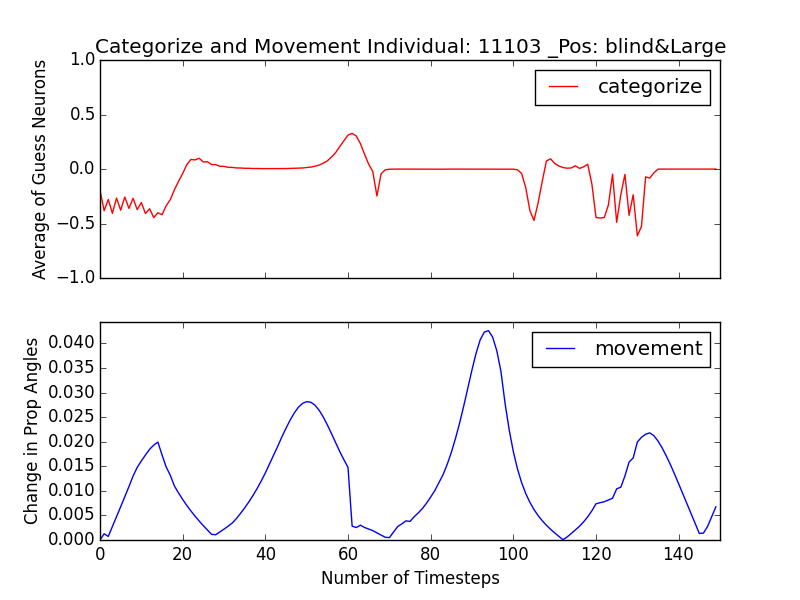 Categorize and Movement Individual: 11103 _Pos: blind&Large
1.0
0.5
0.0
−0.5
−1.0
Average of Guess Neurons
categorize
0.040
0.035
0.030
0.025
0.020
0.015
0.010
0.005
0.000
Change in Prop Angles
movement
0 20 40 60 80 100 120 140
Number of Timesteps